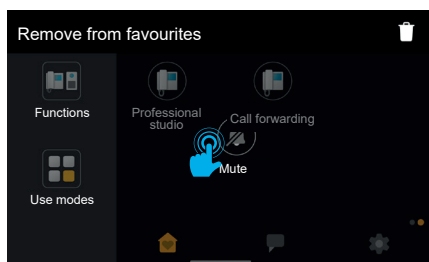 Remove from favourites
Functions
Professional
studio
Call forwarding
Mute
Use modes